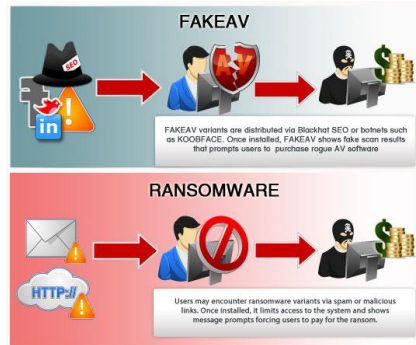 FAKEAV
SEO
in
AV
FAKEAV variants are distributed via Blackhat SEO or botnets such
as KOOBFACE. Once installed, FAKEAV shows fake scan results
that prompts users to purchase rogue AV software
RANSOMWARE
HTTP://
Users may encounter ransomware variants via spam or malicious
links. Once installed, it limits access to the system and shows
message prompts forcing users to pay for the ransom.